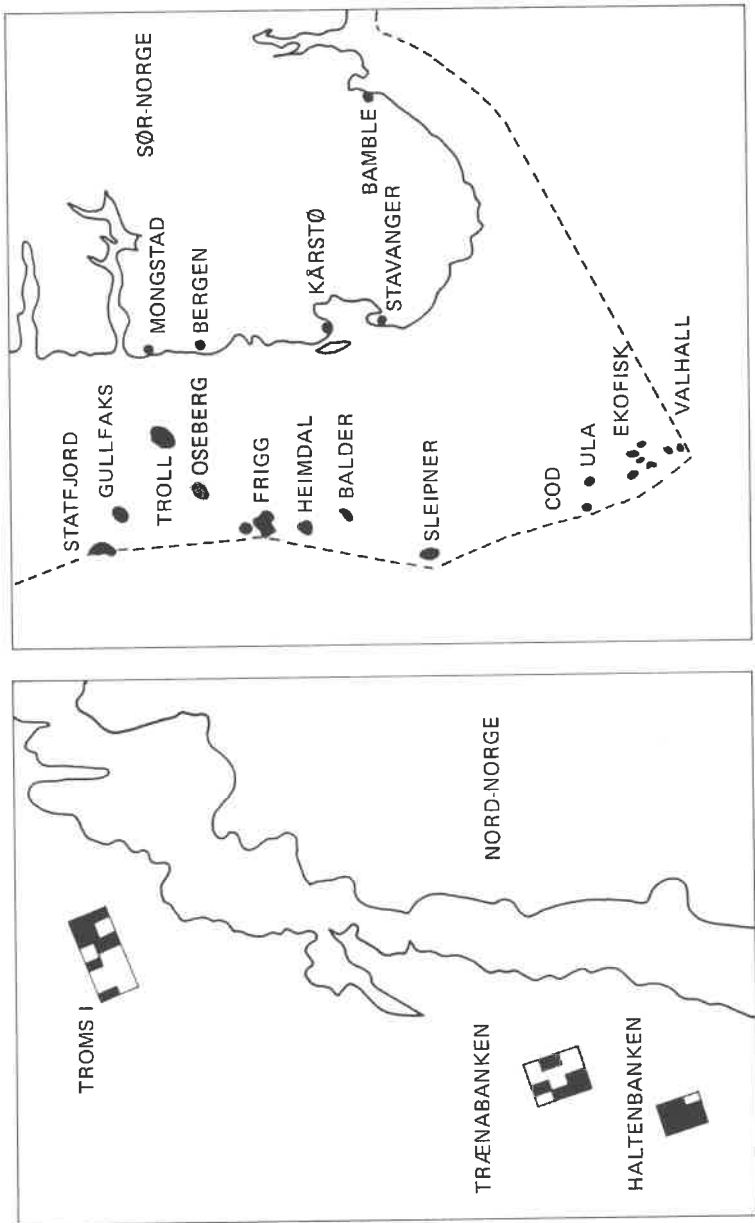 SØR-NORGE
STATFJORD
GULLFAKS
TROLL
MONGSTAD
OSEBERG
BERGEN
FRIGG
HEIMDAL
BALDER
KÅRSTØ
BAMBLE
STAVANGER
SLEIPNER
COD
ULA
EKOFISK
VALHALL
TROMS I
NORD-NORGE
TRÆNABANKEN
HALTENBANKEN